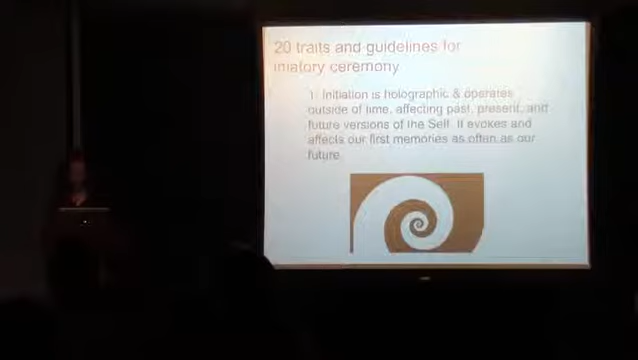 20 traits and guidelines for
iniatory ceremony
1. Initiation is holographic & operates
outside of time, affecting past, present, and
future versions of the Self. It evokes and
affects our first memories as often as our
future.